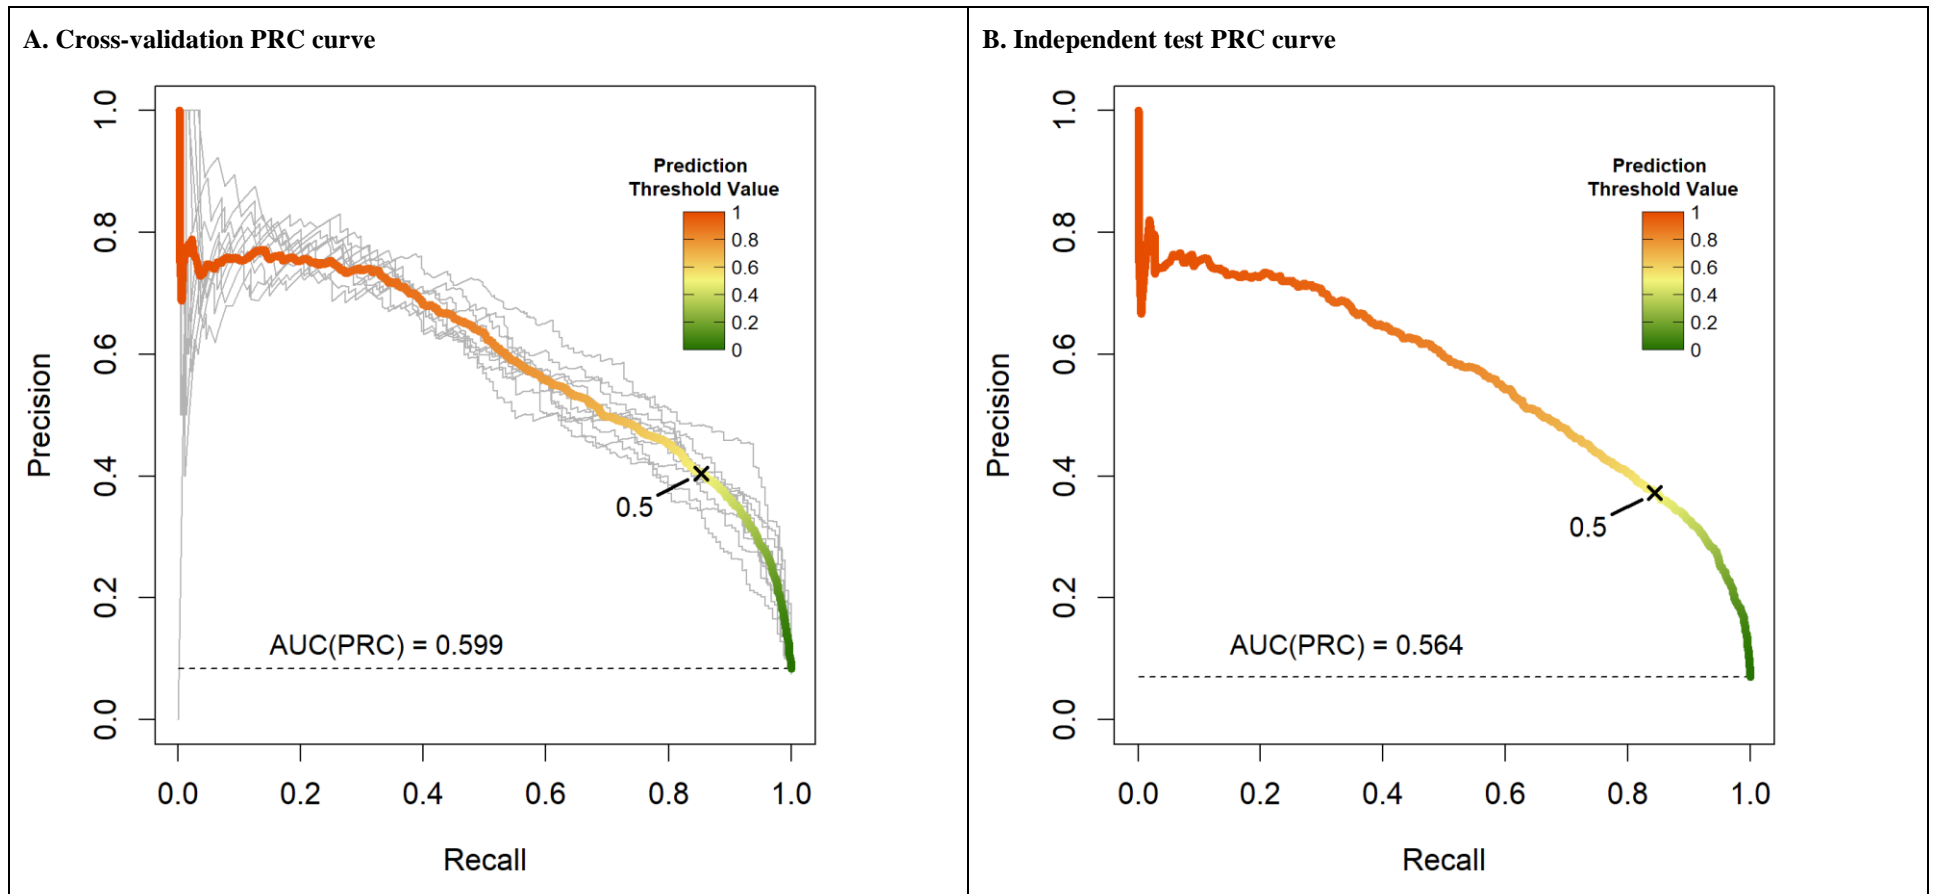 A. Cross-validation PRC curve
Precision
1.0
0.8
0.6
0.4
0.2
0.0
Prediction
Threshold Value
1
0.8
0.6
0.4
0.2
0
0.5
AUC(PRC) = 0.599
0.0 0.2 0.4 0.6 0.8 1.0
Recall
B. Independent test PRC curve
Precision
1.0
0.8
0.6
0.4
0.2
0.0
Prediction
Threshold Value
1
0.8
0.6
0.4
0.2
0
0.5
AUC(PRC) = 0.564
0.0 0.2 0.4 0.6 0.8 1.0
Recall